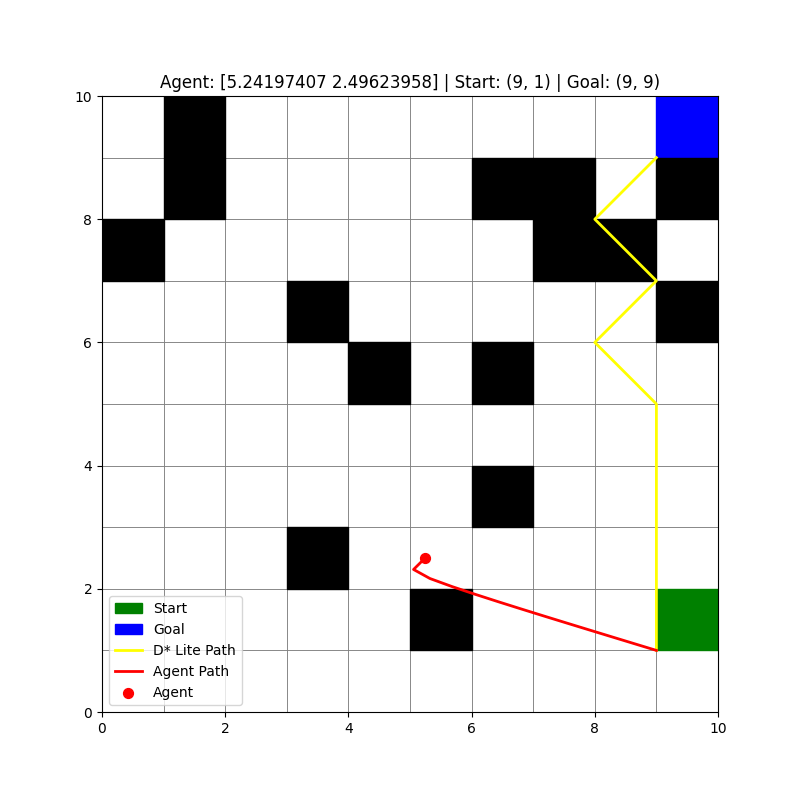 Agent: [5.24197407 2.49623958] | Start: (9, 1) | Goal: (9, 9)
10
8
6
4
2
0
Start
Goal
D* Lite Path
Agent Path
Agent
0 2 4 6 8 10